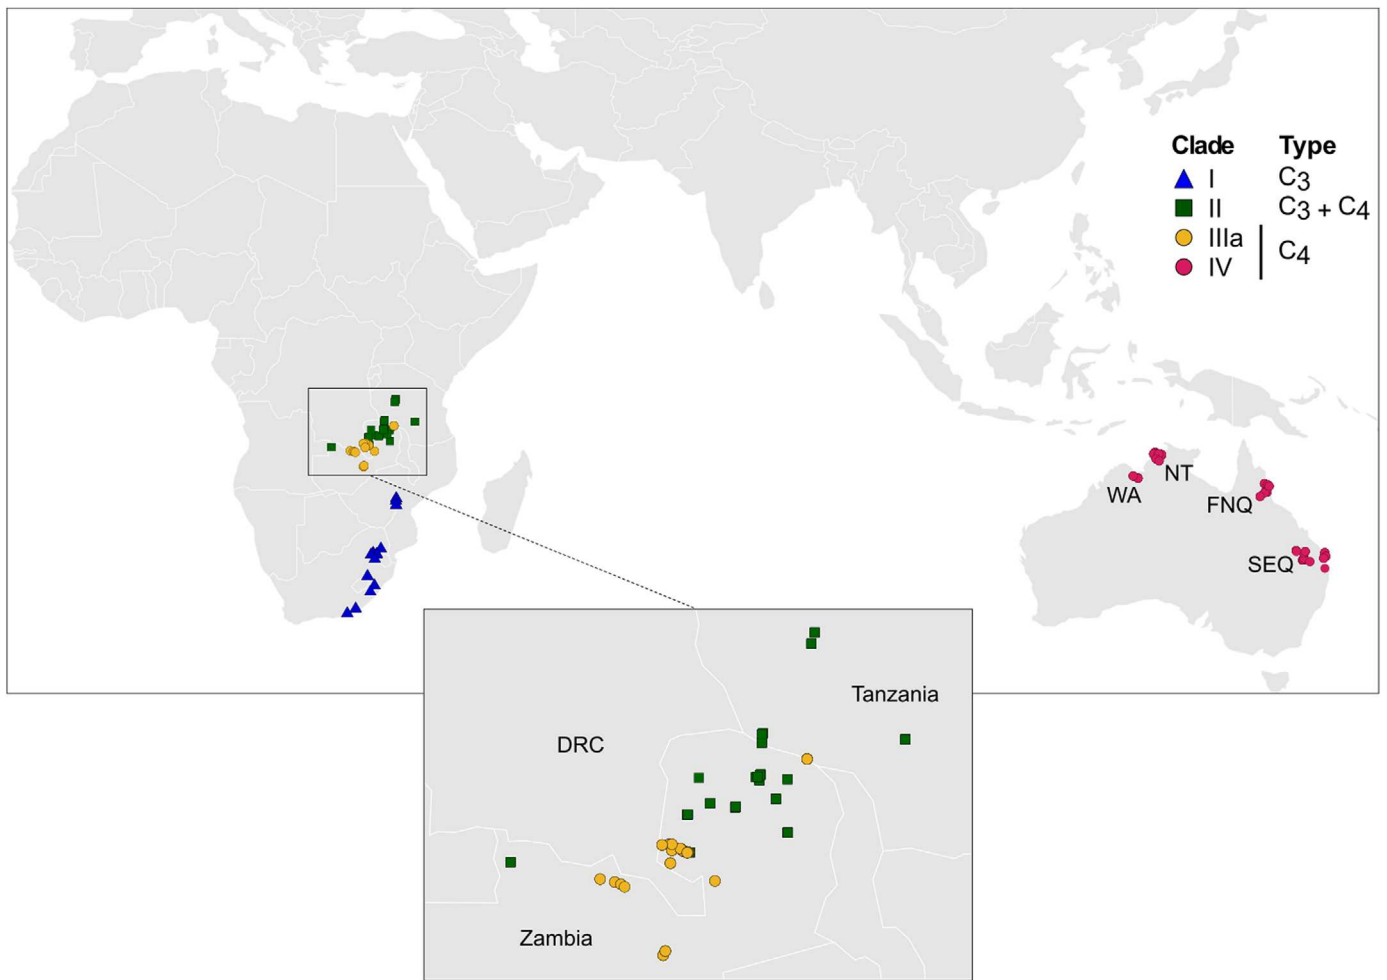 Clade Type
I C3
II C3 + C4
IIIa
C4
IV
NT
WA
FNQ
SEQ
Tanzania
DRC
Zambia